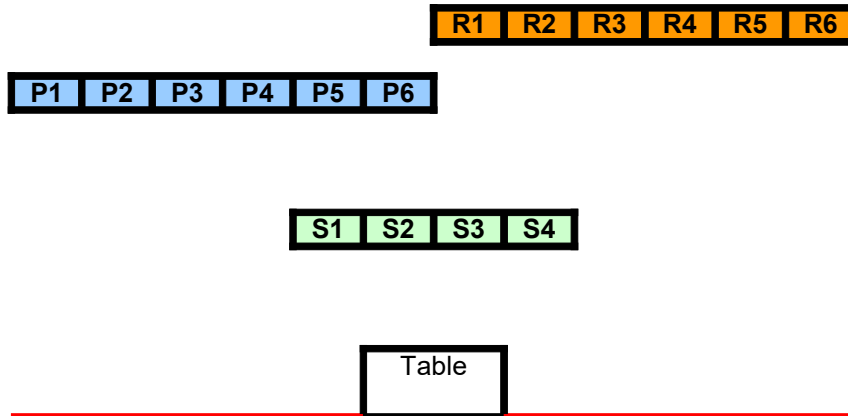 R1 R2 R3 R4 R5 R6
P1 P2 P3 P4 P5 P6
S1 S2 S3 S4
Table